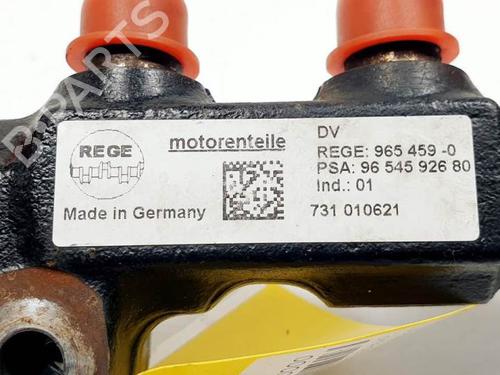 REGE
motorenteile
Made in Germany
DV
REGE: 965 459 -0
PSA: 96 545 926 80
Ind.: 01
731 010621
B-PARTS